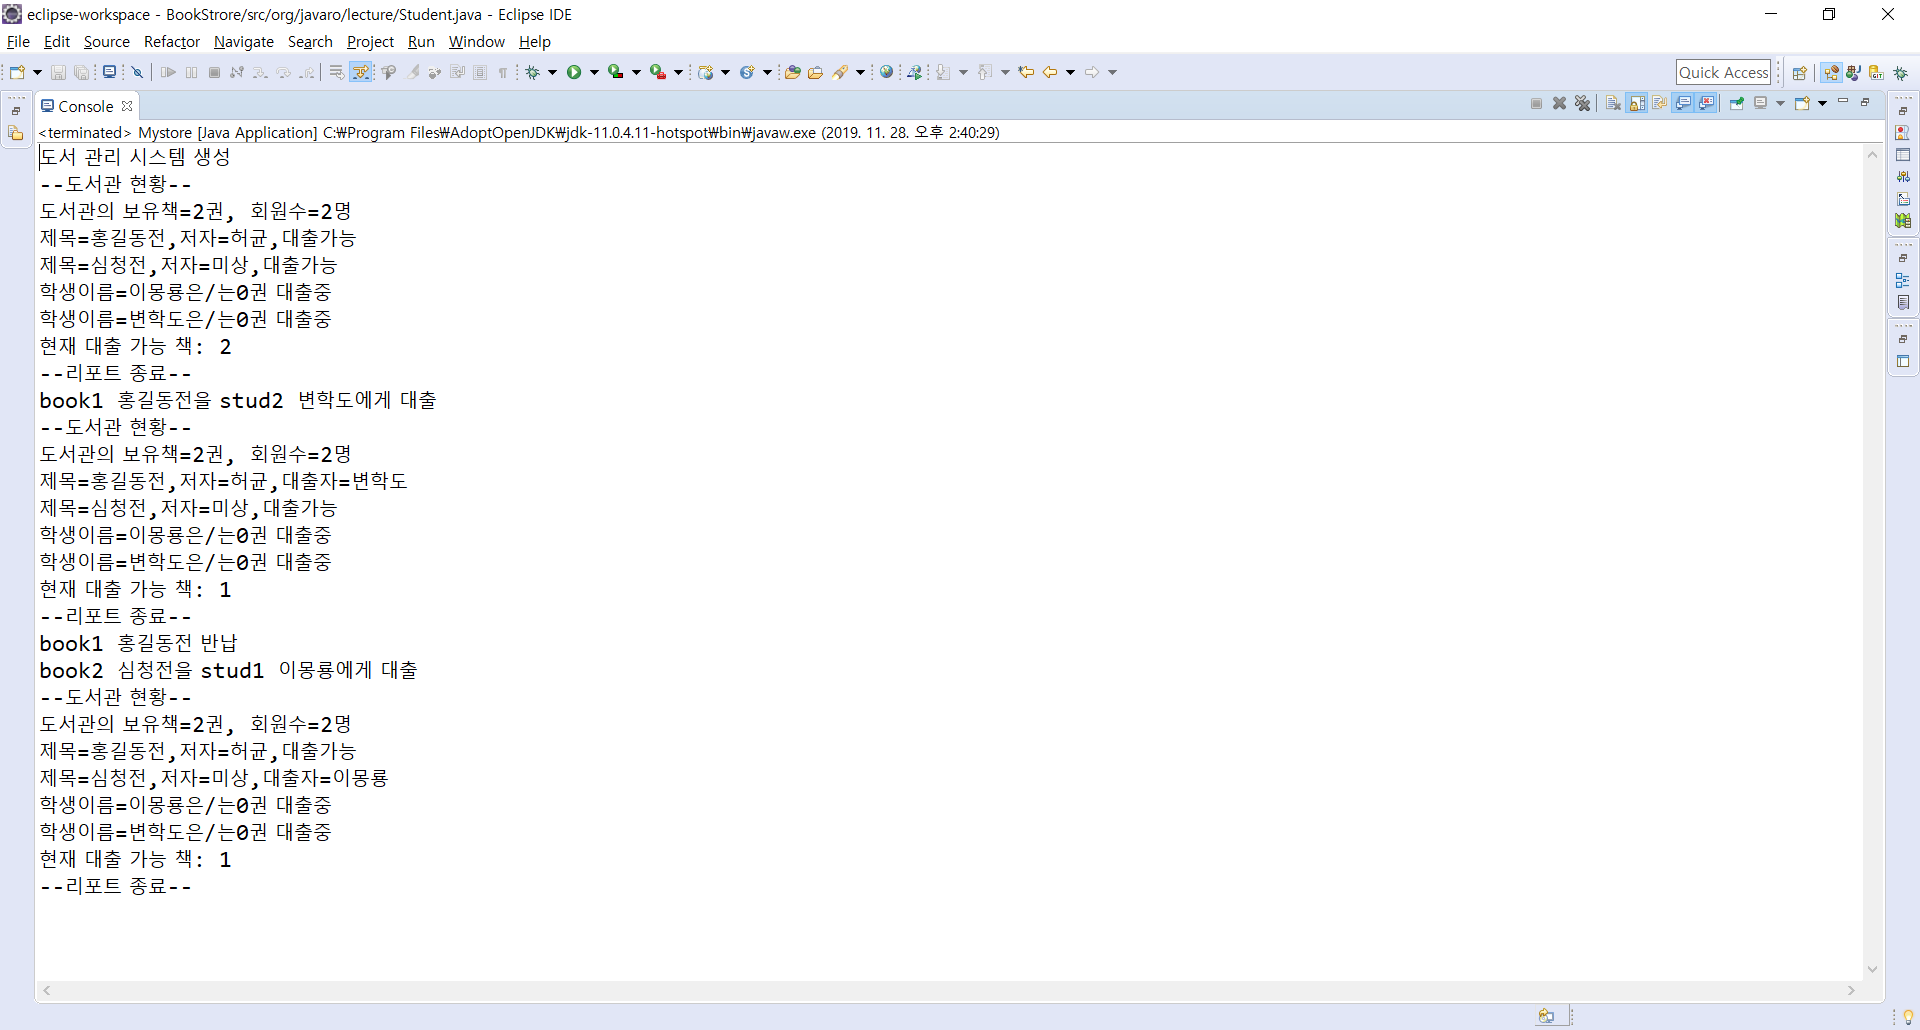 eclipse-workspace - BookStrore/src/org/javaro/lecture/Student.java - Eclipse IDE
File Edit Source Refactor Navigate Search Project Run Window Help
Quick Access
Console
<terminated> Mystore [Java Application] C:₩Program Files₩AdoptOpenJDK₩jdk-11.0.4.11-hotspot₩bin₩javaw.exe (2019. 11. 28. 오후 2:40:29)
도서 관리 시스템 생성
--도서관 현황--
도서관의 보유책=2권, 회원수=2명
제목=홍길동전,저자=허균,대출가능
제목=심청전,저자=미상,대출가능
학생이름=이몽룡은/는0권 대출중
학생이름=변학도은/는0권 대출중
현재 대출 가능 책: 2
--리포트 종료--
book1 홍길동전을 stud2 변학도에게 대출
--도서관 현황--
도서관의 보유책=2권, 회원수=2명
제목=홍길동전,저자=허균,대출자=변학도
제목=심청전,저자=미상,대출가능
학생이름=이몽룡은/는0권 대출중
학생이름=변학도은/는0권 대출중
현재 대출 가능 책: 1
--리포트 종료--
book1 홍길동전 반납
book2 심청전을 stud1 이몽룡에게 대출
--도서관 현황--
도서관의 보유책=2권, 회원수=2명
제목=홍길동전,저자=허균,대출가능
제목=심청전,저자=미상,대출자=이몽룡
학생이름=이몽룡은/는0권 대출중
학생이름=변학도은/는0권 대출중
현재 대출 가능 책: 1
--리포트 종료--